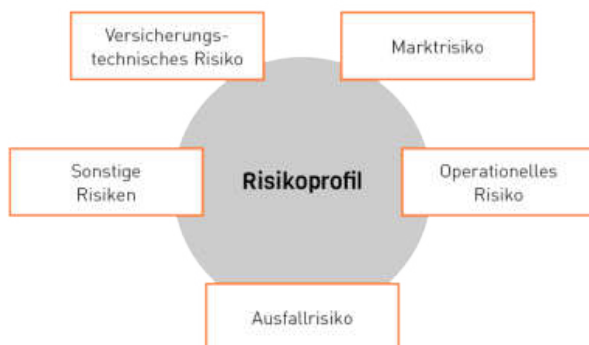 Versicherungs-
technisches Risiko
Marktrisiko
Sonstige
Risiken
Risikoprofil
Operationelles
Risiko
Ausfallrisiko